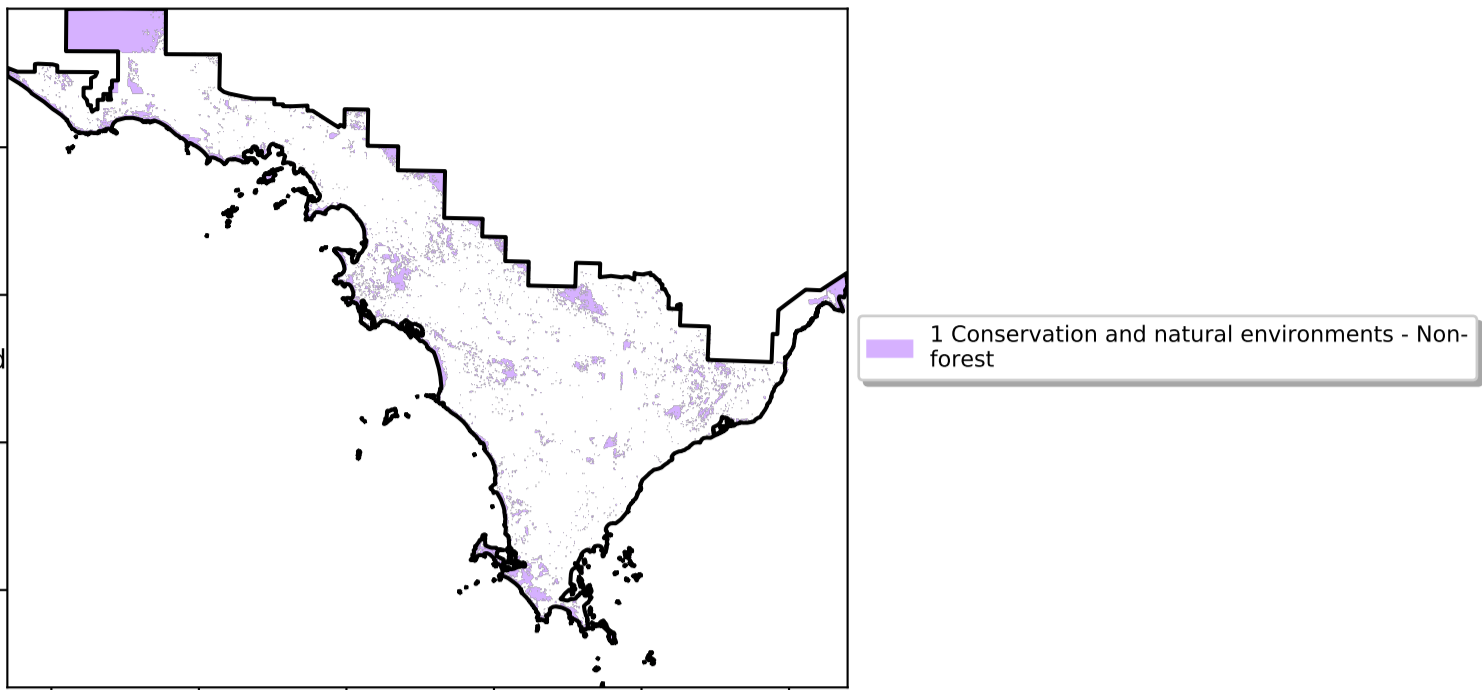 1 Conservation and natural environments - Non-
forest